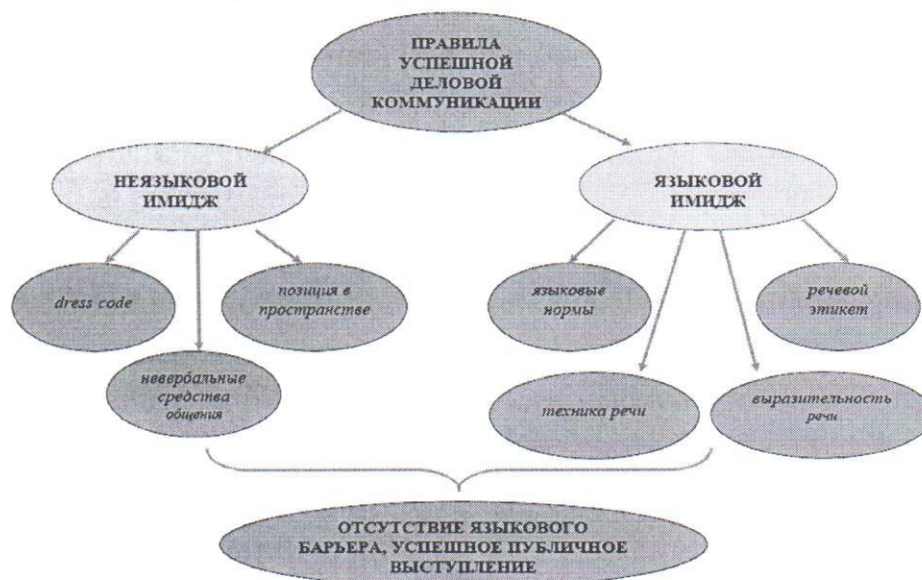 ПРАВИЛА
УСПЕШНОЙ
ДЕЛОВОЙ
КОММУНИКАЦИИ
НЕЯЗЫКОВОЙ
ИМИДЖ
ЯЗЫКОВОЙ
ИМИДЖ
dress code
позиция в
пространстве
языковые
нормы
речевой
этикет
невербальные
средства
общения
техника речи
выразительность
речи
ОТСУТСТВИЕ ЯЗЫКОВОГО
БАРЬЕРА, УСПЕШНОЕ ПУБЛИЧНОЕ
ВЫСТУПЛЕНИЕ